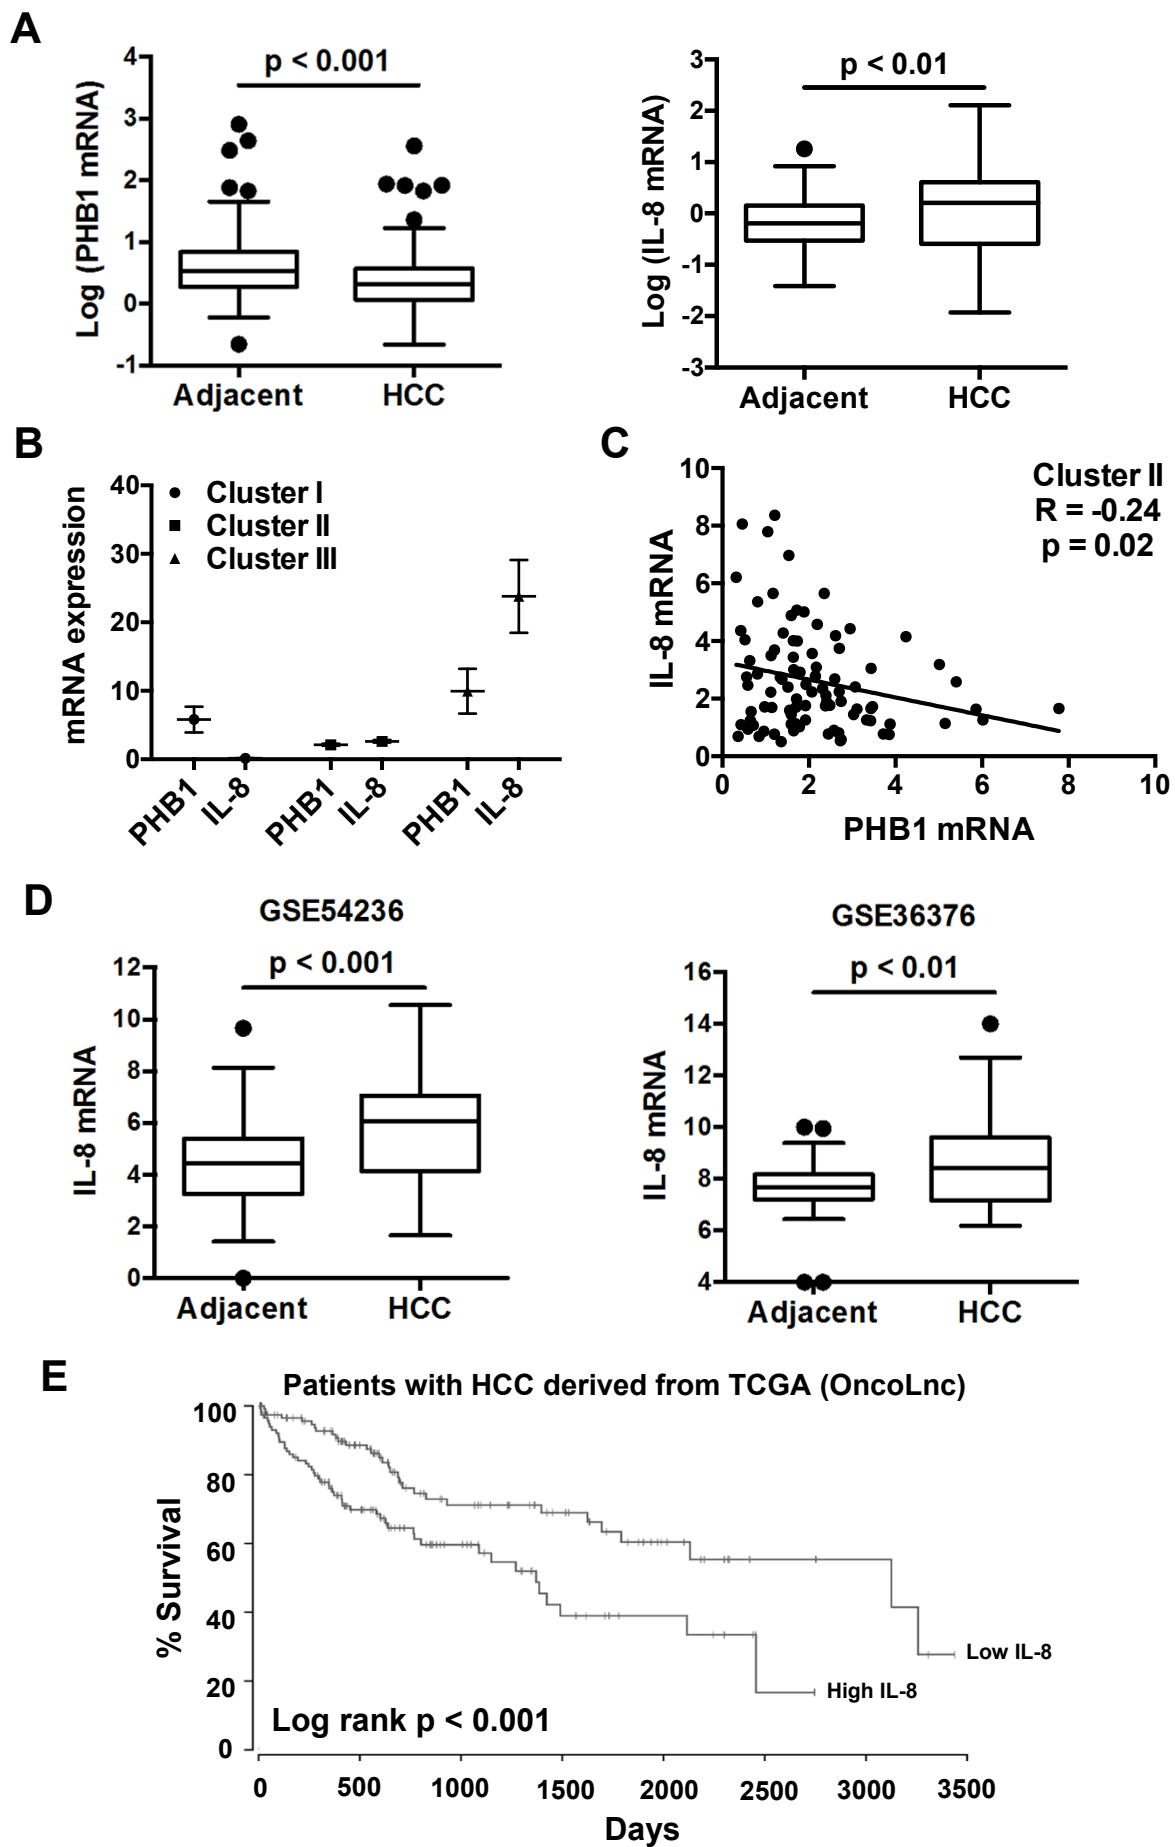 A
Log (PHB1 mRNA)
4
3
2
1
0
-1
p < 0.001
Adjacent
HCC
Log (IL-8 mRNA)
3
2
1
0
-1
-2
-3
p < 0.01
Adjacent
HCC
B
mRNA expression
40
30
20
10
0
Cluster I
Cluster II
Cluster III
PHB1
IL-8
PHB1
IL-8
PHB1
IL-8
C
IL-8 mRNA
10
8
6
4
2
0
Cluster II
R = -0.24
p = 0.02
0
2
4
6
8
10
PHB1 mRNA
D
GSE54236
IL-8 mRNA
12
10
8
6
4
2
0
p < 0.001
Adjacent
HCC
GSE36376
IL-8 mRNA
16
14
12
10
8
6
4
p < 0.01
Adjacent
HCC
E
Patients with HCC derived from TCGA (OncoLnc)
% Survival
100
80
60
40
20
0
Low IL-8
High IL-8
Log rank p < 0.001
0
500
1000
1500
2000
2500
3000
3500
Days